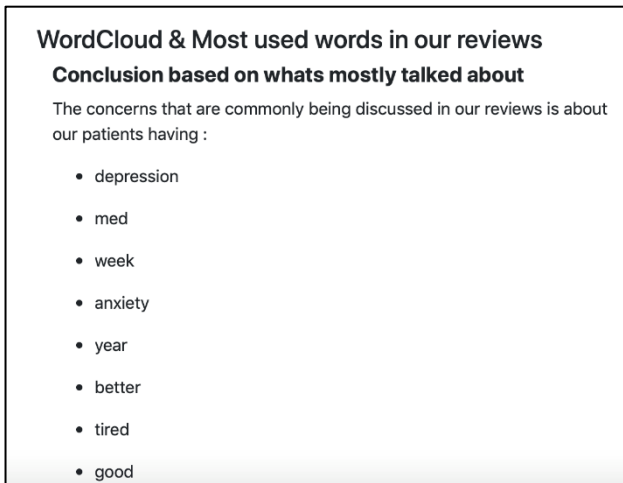 WordCloud & Most used words in our reviews
Conclusion based on whats mostly talked about
The concerns that are commonly being discussed in our reviews is about
our patients having :
• depression
• med
• week
• anxiety
• year
• better
• tired
• good